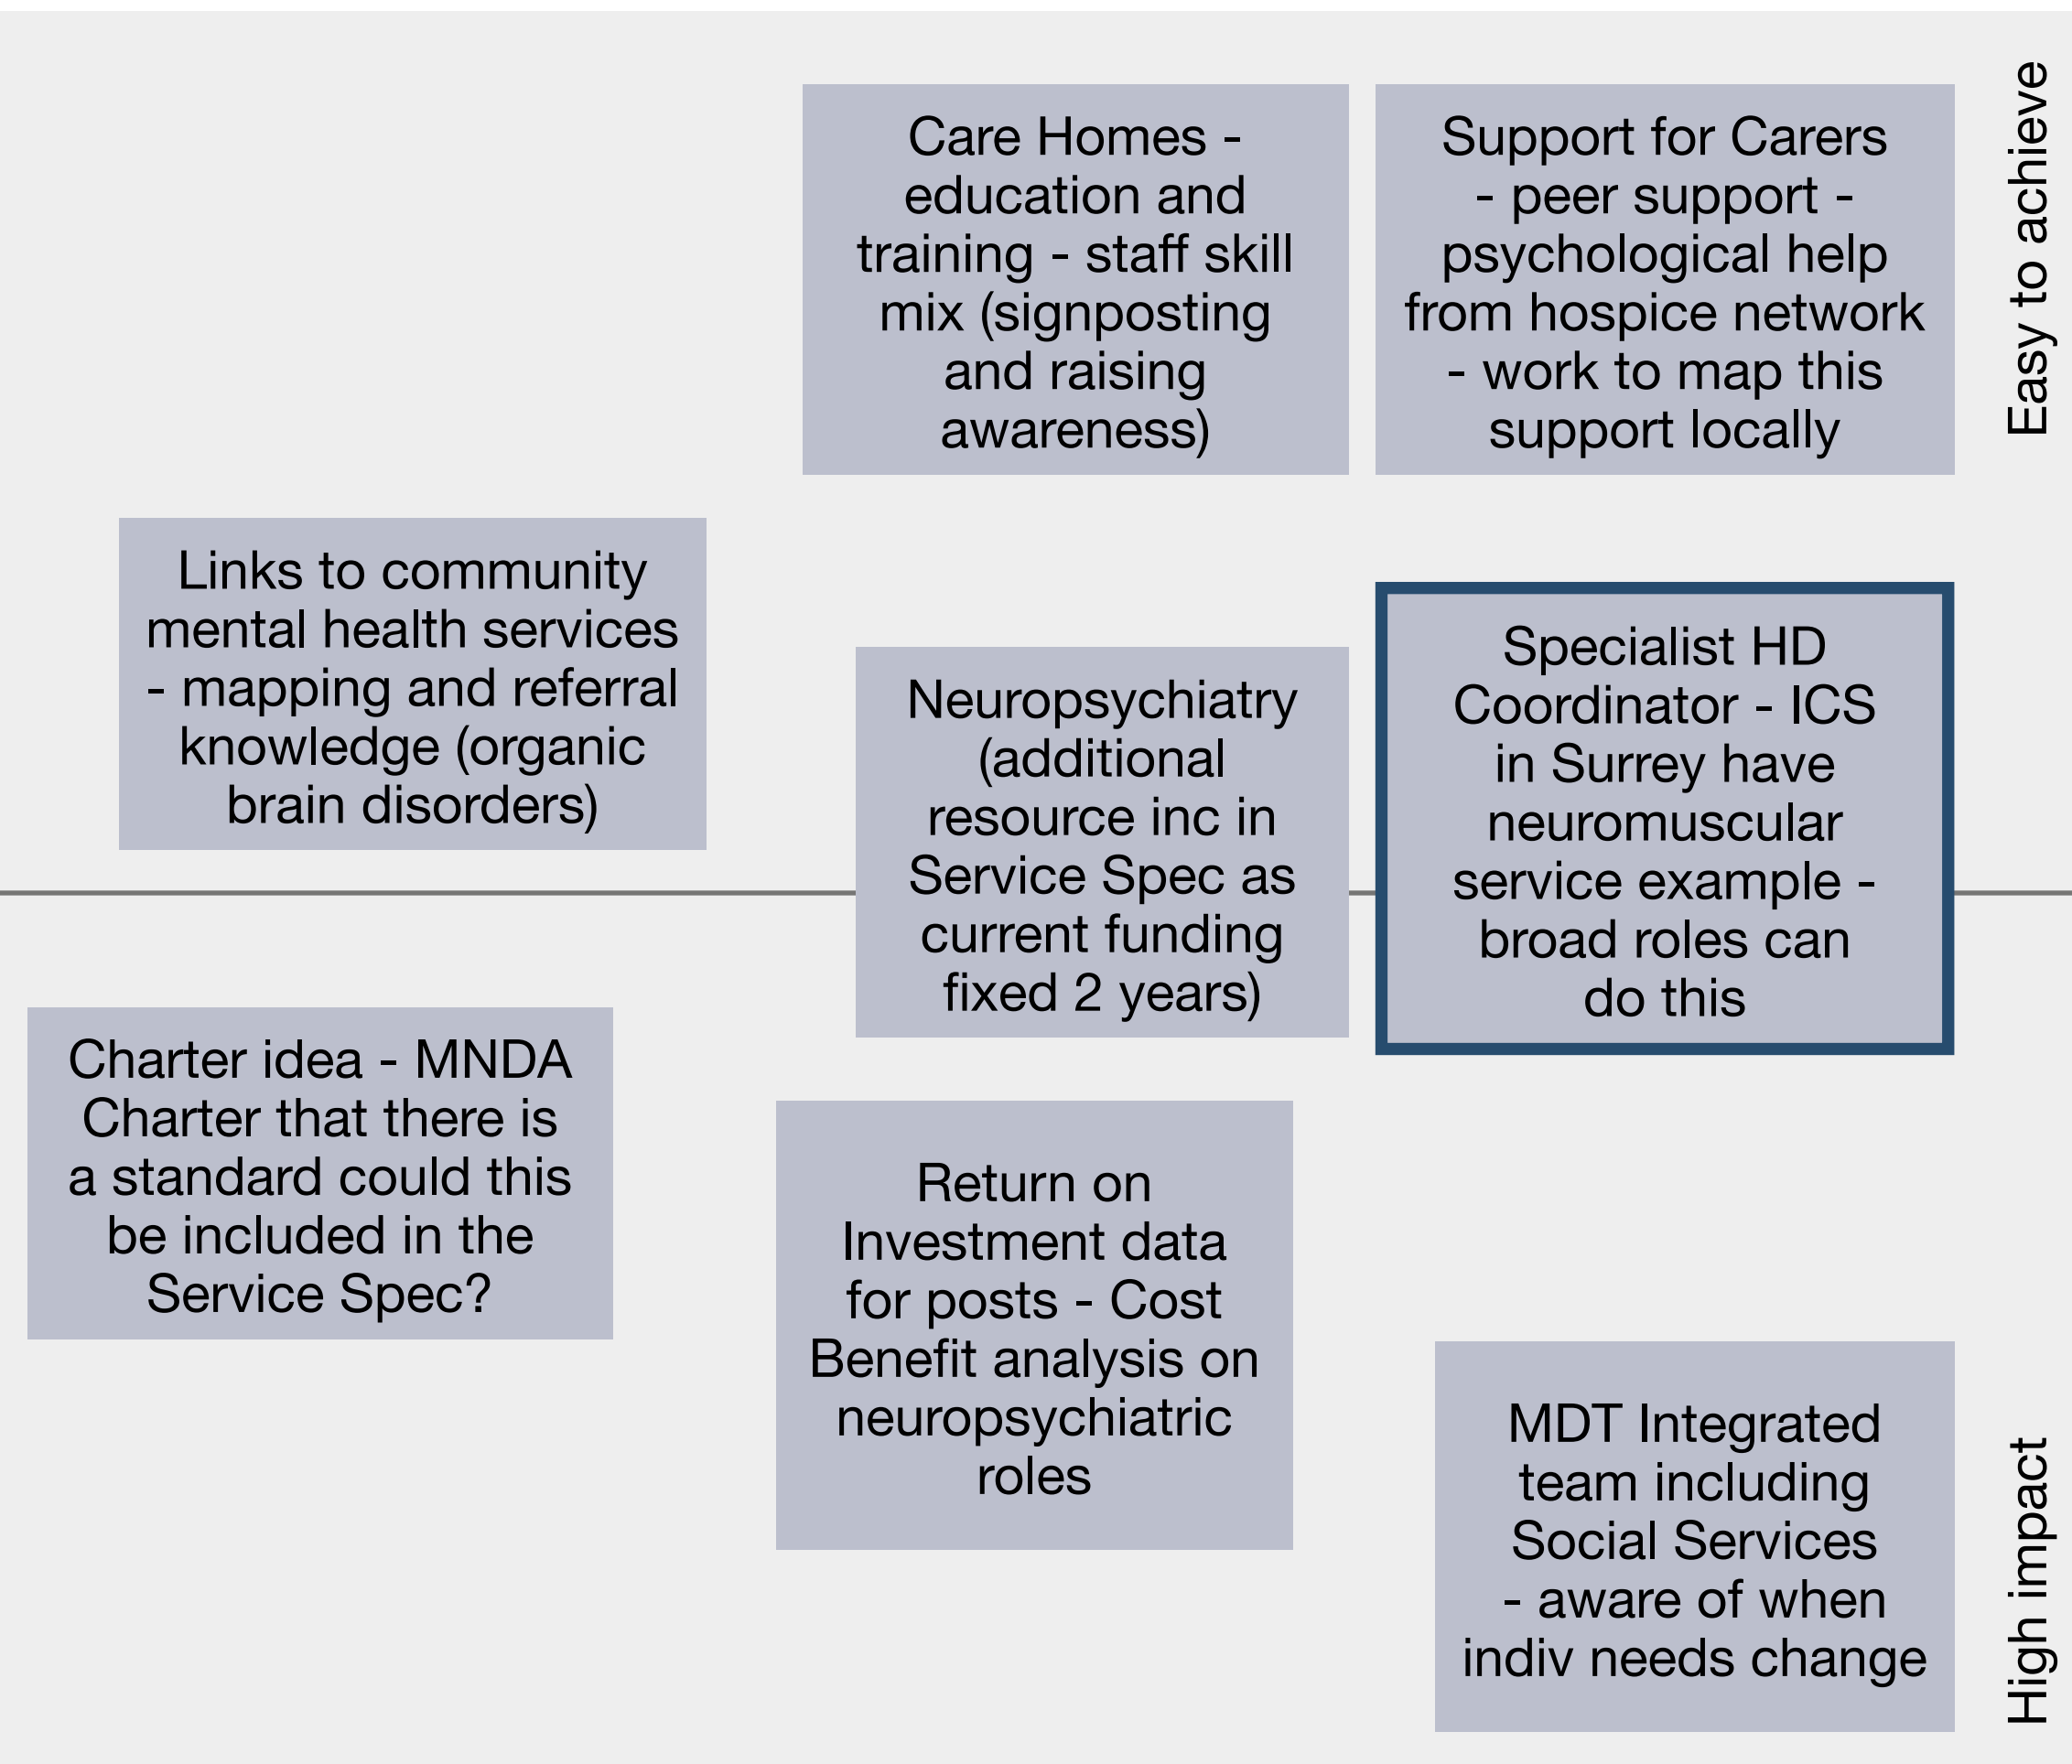 Care Homes -
education and
training - staff skill
mix (signposting
and raising
awareness)
Support for Carers
- peer support -
psychological help
from hospice network
- work to map this
support locally
Easy to achieve
Links to community
mental health services
- mapping and referral
knowledge (organic
brain disorders)
Neuropsychiatry
(additional
resource inc in
Service Spec as
current funding
fixed 2 years)
Specialist HD
Coordinator - ICS
in Surrey have
neuromuscular
service example -
broad roles can
do this
Charter idea - MNDA
Charter that there is
a standard could this
be included in the
Service Spec?
Return on
Investment data
for posts - Cost
Benefit analysis on
neuropsychiatric
roles
MDT Integrated
team including
Social Services
- aware of when
indiv needs change
High impact